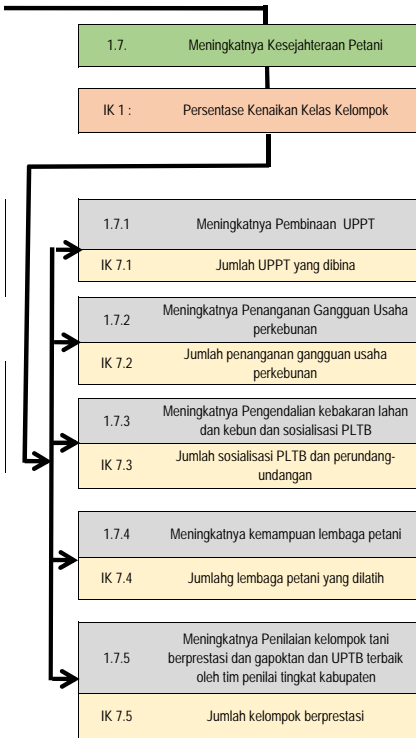 1.7. Meningkatnya Kesejahteraan Petani
IK 1 : Persentase Kenaikan Kelas Kelompok
1.7.1 Meningkatnya Pembinaan UPPT
IK 7.1 Jumlah UPPT yang dibina
1.7.2 Meningkatnya Penanganan Gangguan Usaha
perkebunan
IK 7.2 Jumlah penanganan gangguan usaha
perkebunan
1.7.3 Meningkatnya Pengendalian kebakaran lahan
dan kebun dan sosialisasi PLTB
IK 7.3 Jumlah sosialisasi PLTB dan perundang-
undangan
1.7.4 Meningkatnya kemampuan lembaga petani
IK 7.4 Jumlahg lembaga petani yang dilatih
1.7.5 Meningkatnya Penilaian kelompok tani
berprestasi dan gapoktan dan UPTB terbaik
oleh tim penilai tingkat kabupaten
IK 7.5 Jumlah kelompok berprestasi